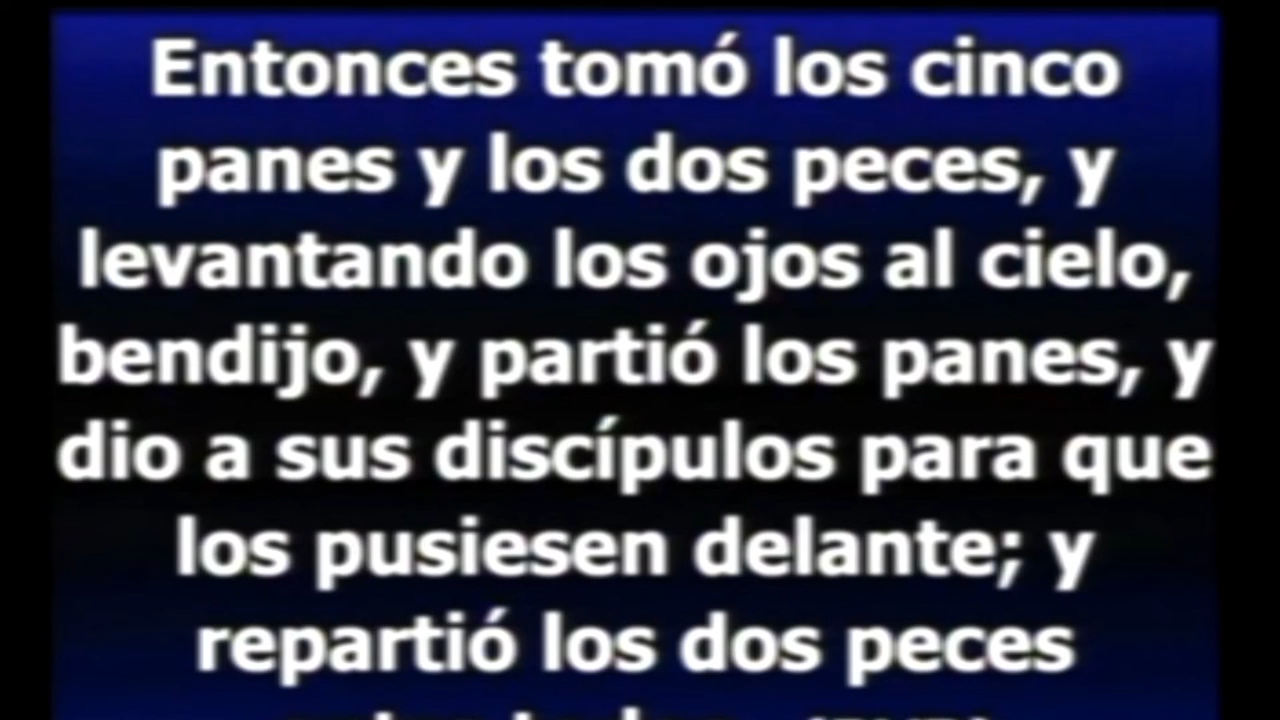 Entonces tomó los cinco
panes y los dos peces, y
levantando los ojos al cielo,
bendijo, y partió los panes, y
dio a sus discípulos para que
los pusiesen delante; y
repartió los dos peces